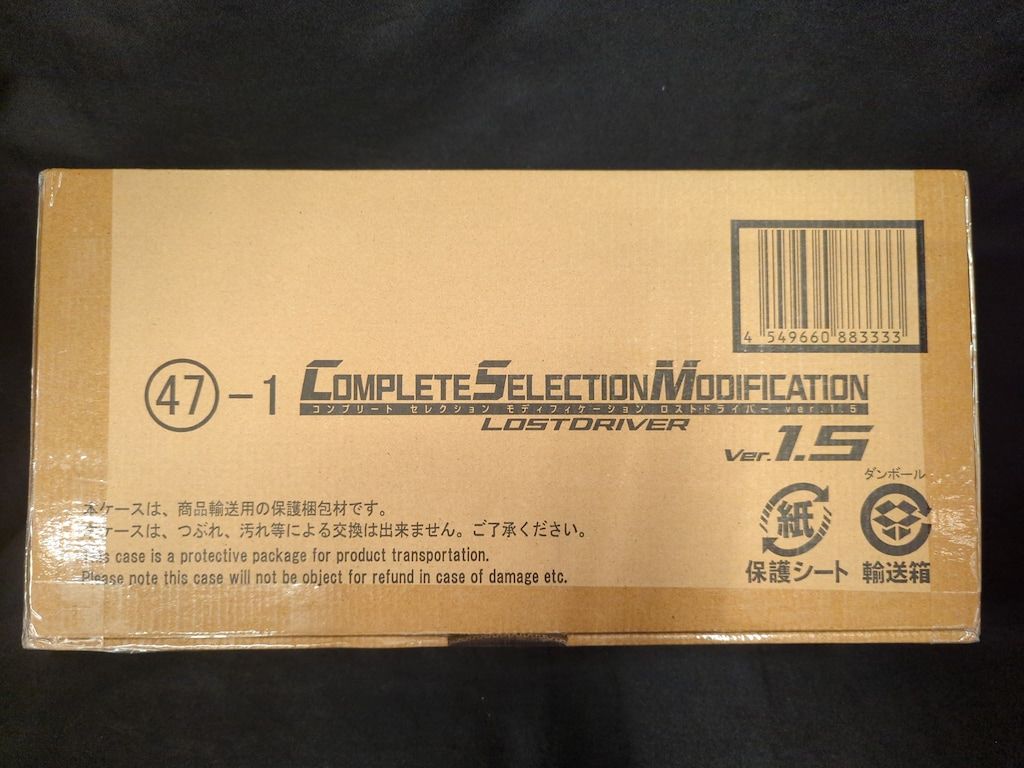 4 549660 883333
㊼-1
COMPLETE SELECTION MODIFICATION
コンプリート セレクション モディフィケーション ロストドライバー ver.1.5
LOSTDRIVER
ver.1.5
ダンボール
紙
保護シート
輸送箱
本ケースは、商品輸送用の保護梱包材です。
本ケースは、つぶれ、汚れ等による交換は出来ません。ご了承ください。
This case is a protective package for product transportation.
Please note this case will not be object for refund in case of damage etc.